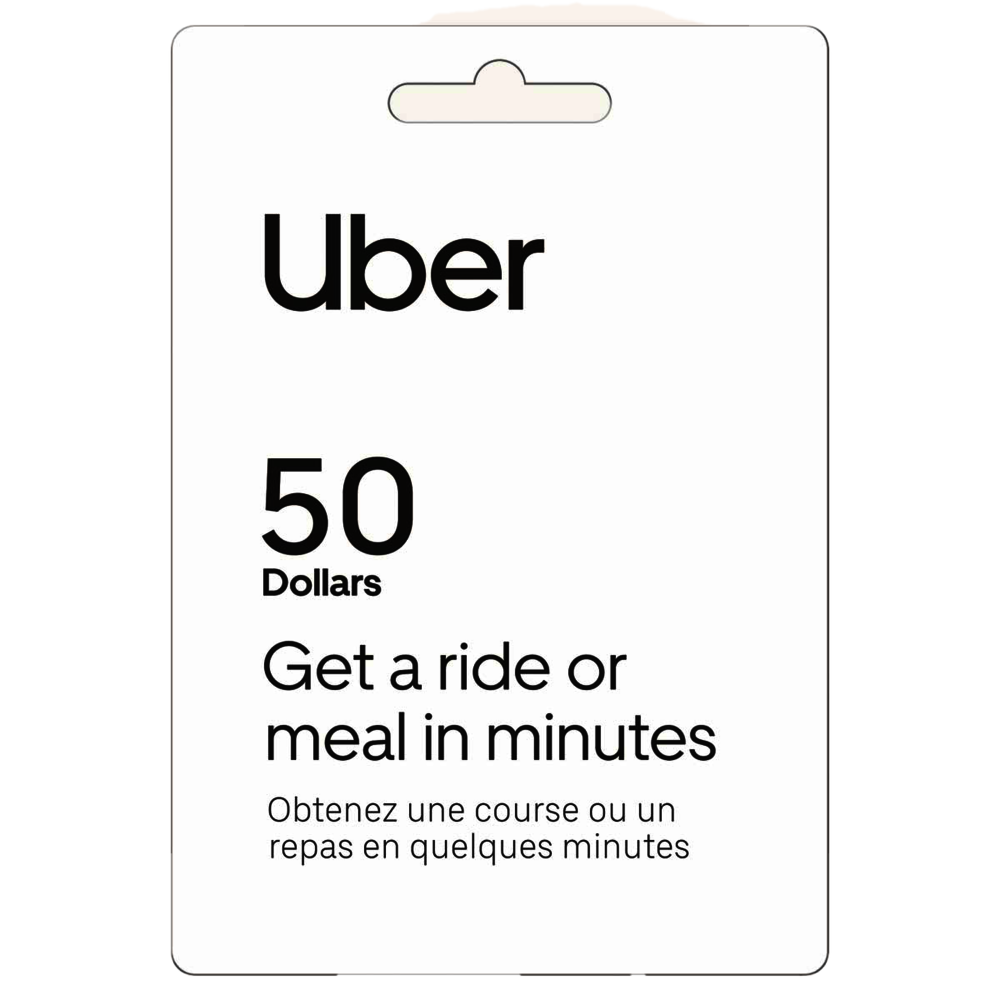 Uber
50
Dollars
Get a ride or
meal in minutes
Obtenez une course ou un
repas en quelques minutes